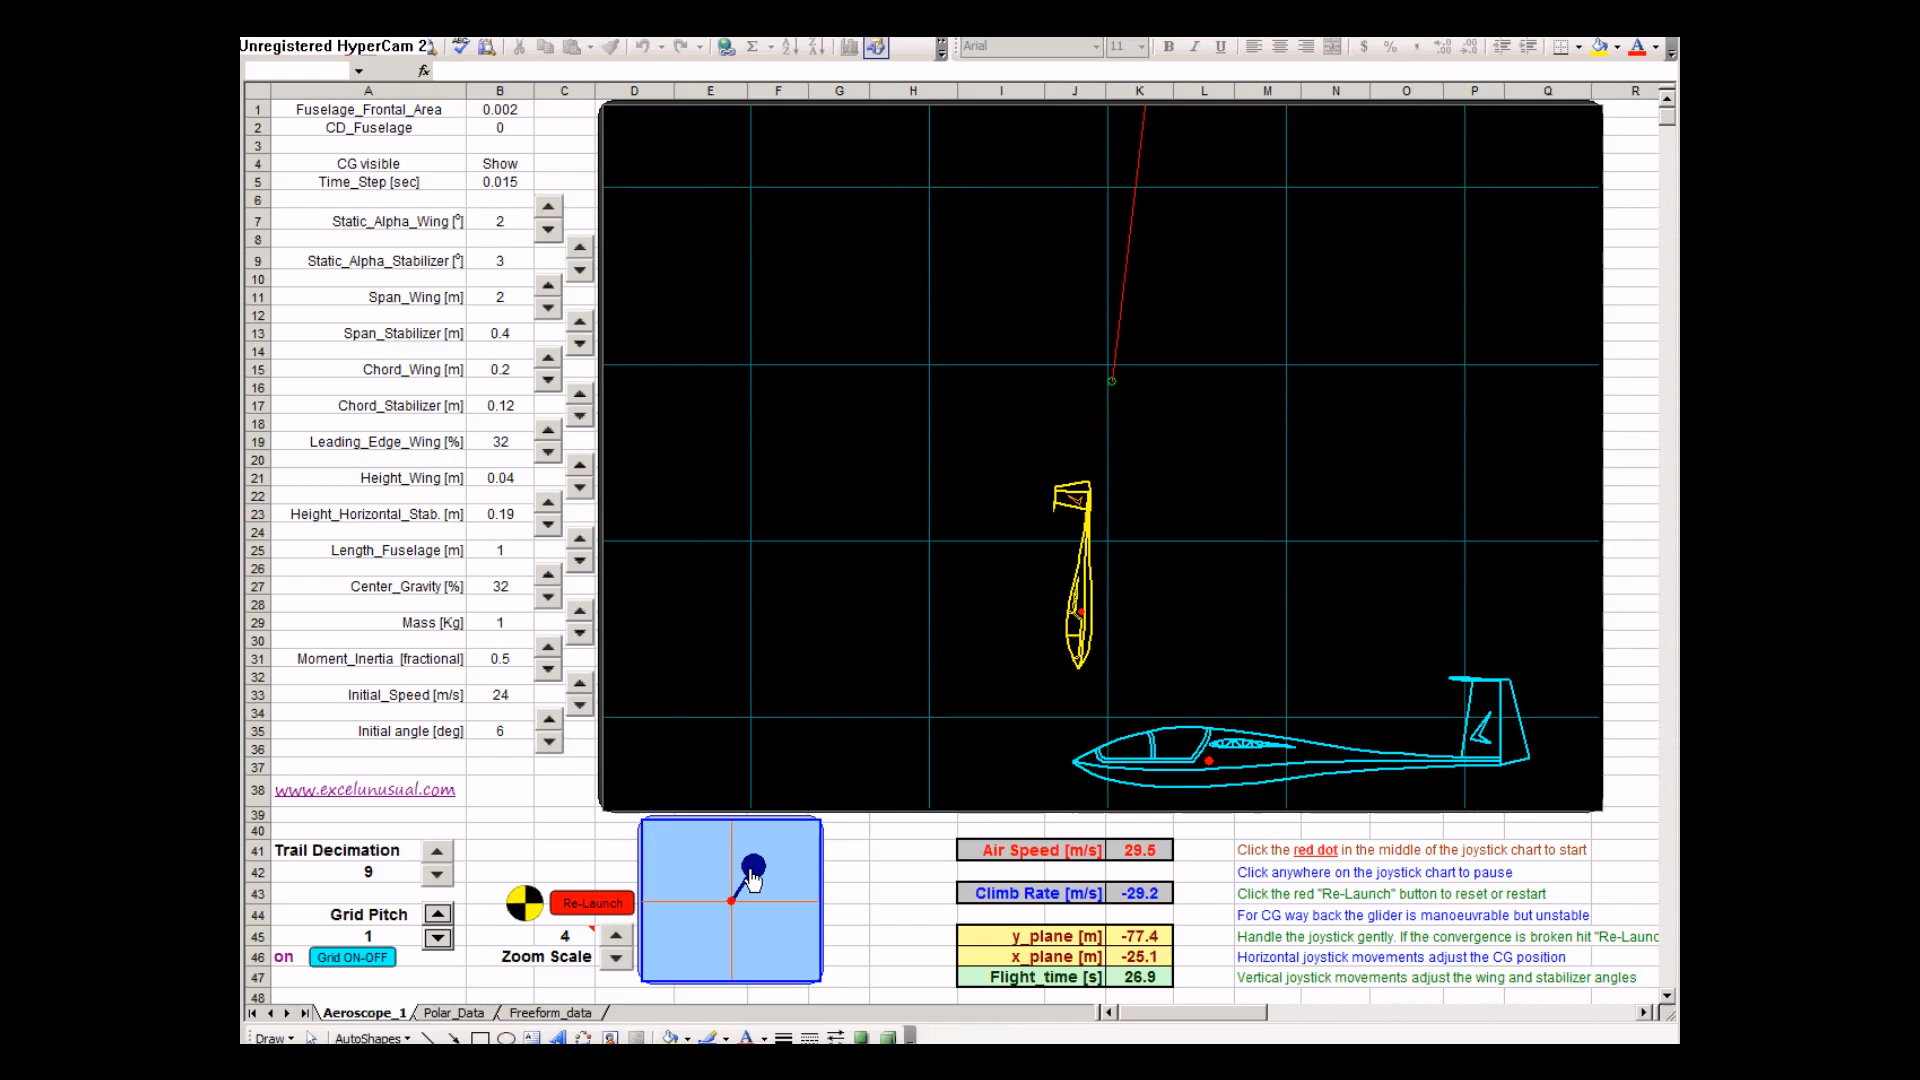 Unregistered HyperCam 2
Arial 11 B I U $ % ,
fx
A B C D E F G H I J K L M N O P Q R
1 Fuselage_Frontal_Area 0.002
2 CD_Fuselage 0
3
4 CG visible Show
5 Time_Step [sec] 0.015
6
7 Static_Alpha_Wing [º] 2
8
9 Static_Alpha_Stabilizer [º] 3
10
11 Span_Wing [m] 2
12
13 Span_Stabilizer [m] 0.4
14
15 Chord_Wing [m] 0.2
16
17 Chord_Stabilizer [m] 0.12
18
19 Leading_Edge_Wing [%] 32
20
21 Height_Wing [m] 0.04
22
23 Height_Horizontal_Stab. [m] 0.19
24
25 Length_Fuselage [m] 1
26
27 Center_Gravity [%] 32
28
29 Mass [Kg] 1
30
31 Moment_Inertia [fractional] 0.5
32
33 Initial_Speed [m/s] 24
34
35 Initial angle [deg] 6
36
37
38 www.excelunusual.com
39
40
41 Trail Decimation Air Speed [m/s] 29.5 Click the red dot in the middle of the joystick chart to start
42 9 Click anywhere on the joystick chart to pause
43 Re-Launch Climb Rate [m/s] -29.2 Click the red "Re-Launch" button to reset or restart
44 Grid Pitch For CG way back the glider is manoeuvrable but unstable
45 1 4 y_plane [m] -77.4 Handle the joystick gently. If the convergence is broken hit "Re-Launc
46 on Grid ON-OFF Zoom Scale x_plane [m] -25.1 Horizontal joystick movements adjust the CG position
47 Flight_time [s] 26.9 Vertical joystick movements adjust the wing and stabilizer angles
48
Aeroscope_1 Polar_Data Freeform_data
Draw AutoShapes